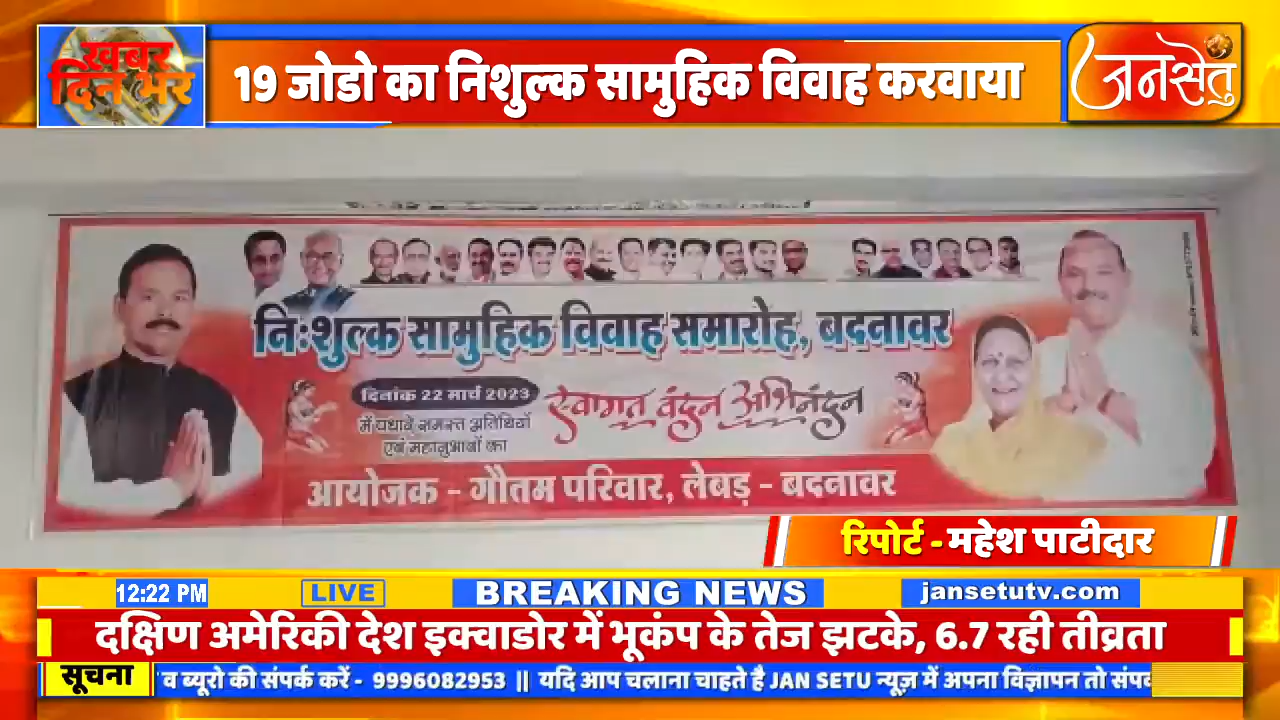 खबर
दिन भर
19 जोडो का निशुल्क सामुहिक विवाह करवाया
जनसेतु
निःशुल्क सामुहिक विवाह समारोह, बदनावर
दिनांक 22 मार्च 2023
में पधारे समस्त अतिथियों
एवं महानुभावों का
स्वागत वंदन अभिनंदन
आयोजक - गौतम परिवार, लेबड़ - बदनावर
रिपोर्ट - महेश पाटीदार
12:22 PM
LIVE
BREAKING NEWS
jansetutv.com
दक्षिण अमेरिकी देश इक्वाडोर में भूकंप के तेज झटके, 6.7 रही तीव्रता
सूचना
व ब्यूरो की संपर्क करें - 9996082953 || यदि आप चलाना चाहते है JAN SETU न्यूज़ में अपना विज्ञापन तो संपर्क